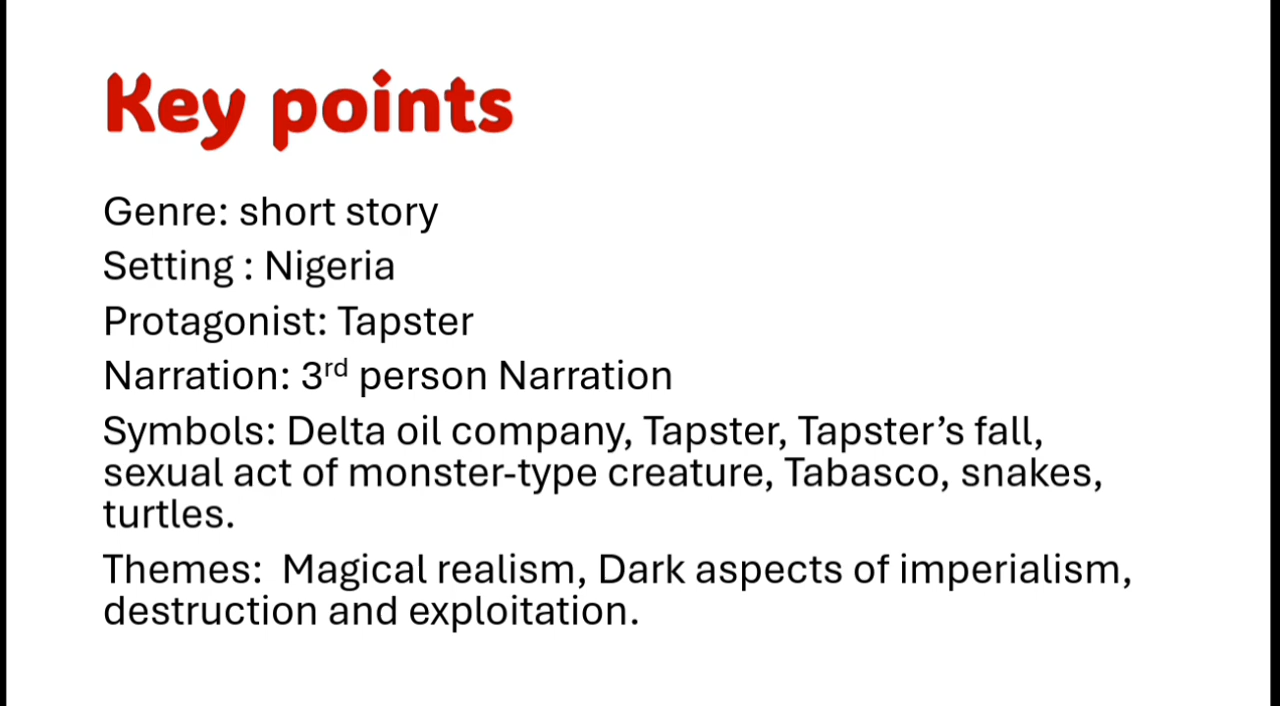 Key points
Genre: short story
Setting : Nigeria
Protagonist: Tapster
Narration: 3rd person Narration
Symbols: Delta oil company, Tapster, Tapster’s fall,
sexual act of monster-type creature, Tabasco, snakes,
turtles.
Themes:  Magical realism, Dark aspects of imperialism,
destruction and exploitation.